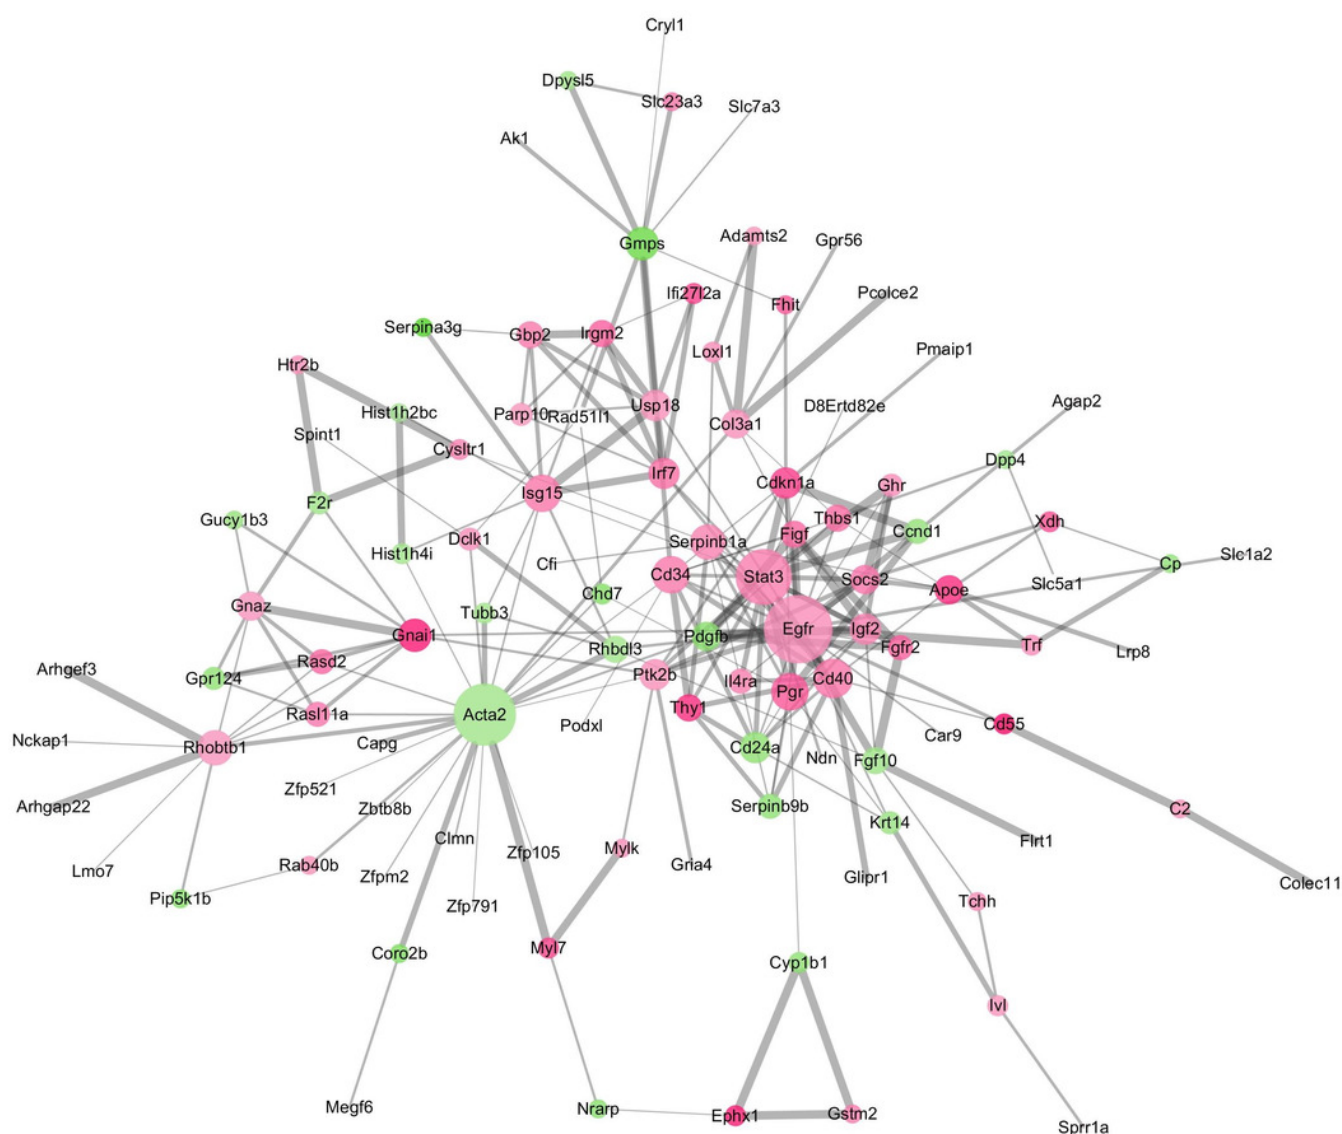 Cryl1
Dpysl5
Slc23a3
Slc7a3
Ak1
Gmps
Adamts2
Gpr56
Ifi27l2a
Fhit
Pcolce2
Serpina3g
Gbp2
Irgm2
Loxl1
Pmaip1
Htr2b
Hist1h2bc
Parp10
Rad51l1
Usp18
Col3a1
D8Ertd82e
Agap2
Spint1
Cysltr1
Dpp4
Isg15
Irf7
Cdkn1a
Ghr
F2r
Gucy1b3
Thbs1
Xdh
Hist1h4i
Dclk1
Serpinb1a
Figf
Ccnd1
Cfi
Cd34
Stat3
Socs2
Apoe
Slc5a1
Cp
Slc1a2
Gnaz
Tubb3
Chd7
Gnai1
Rhbdl3
Pdgfb
Egfr
Igf2
Fgfr2
Trf
Lrp8
Arhgef3
Gpr124
Rasd2
Ptk2b
Il4ra
Pgr
Cd40
Rasl11a
Acta2
Thy1
Podxl
Cd55
Nckap1
Rhobtb1
Capg
Cd24a
Ndn
Car9
Fgf10
Arhgap22
Zfp521
Zbtb8b
Serpinb9b
Krt14
C2
Lmo7
Rab40b
Clmn
Zfp105
Mylk
Gria4
Glipr1
Flrt1
Pip5k1b
Zfpm2
Zfp791
Colec11
Tchh
Coro2b
Myl7
Cyp1b1
Ivl
Megf6
Nrarp
Ephx1
Gstm2
Sprr1a